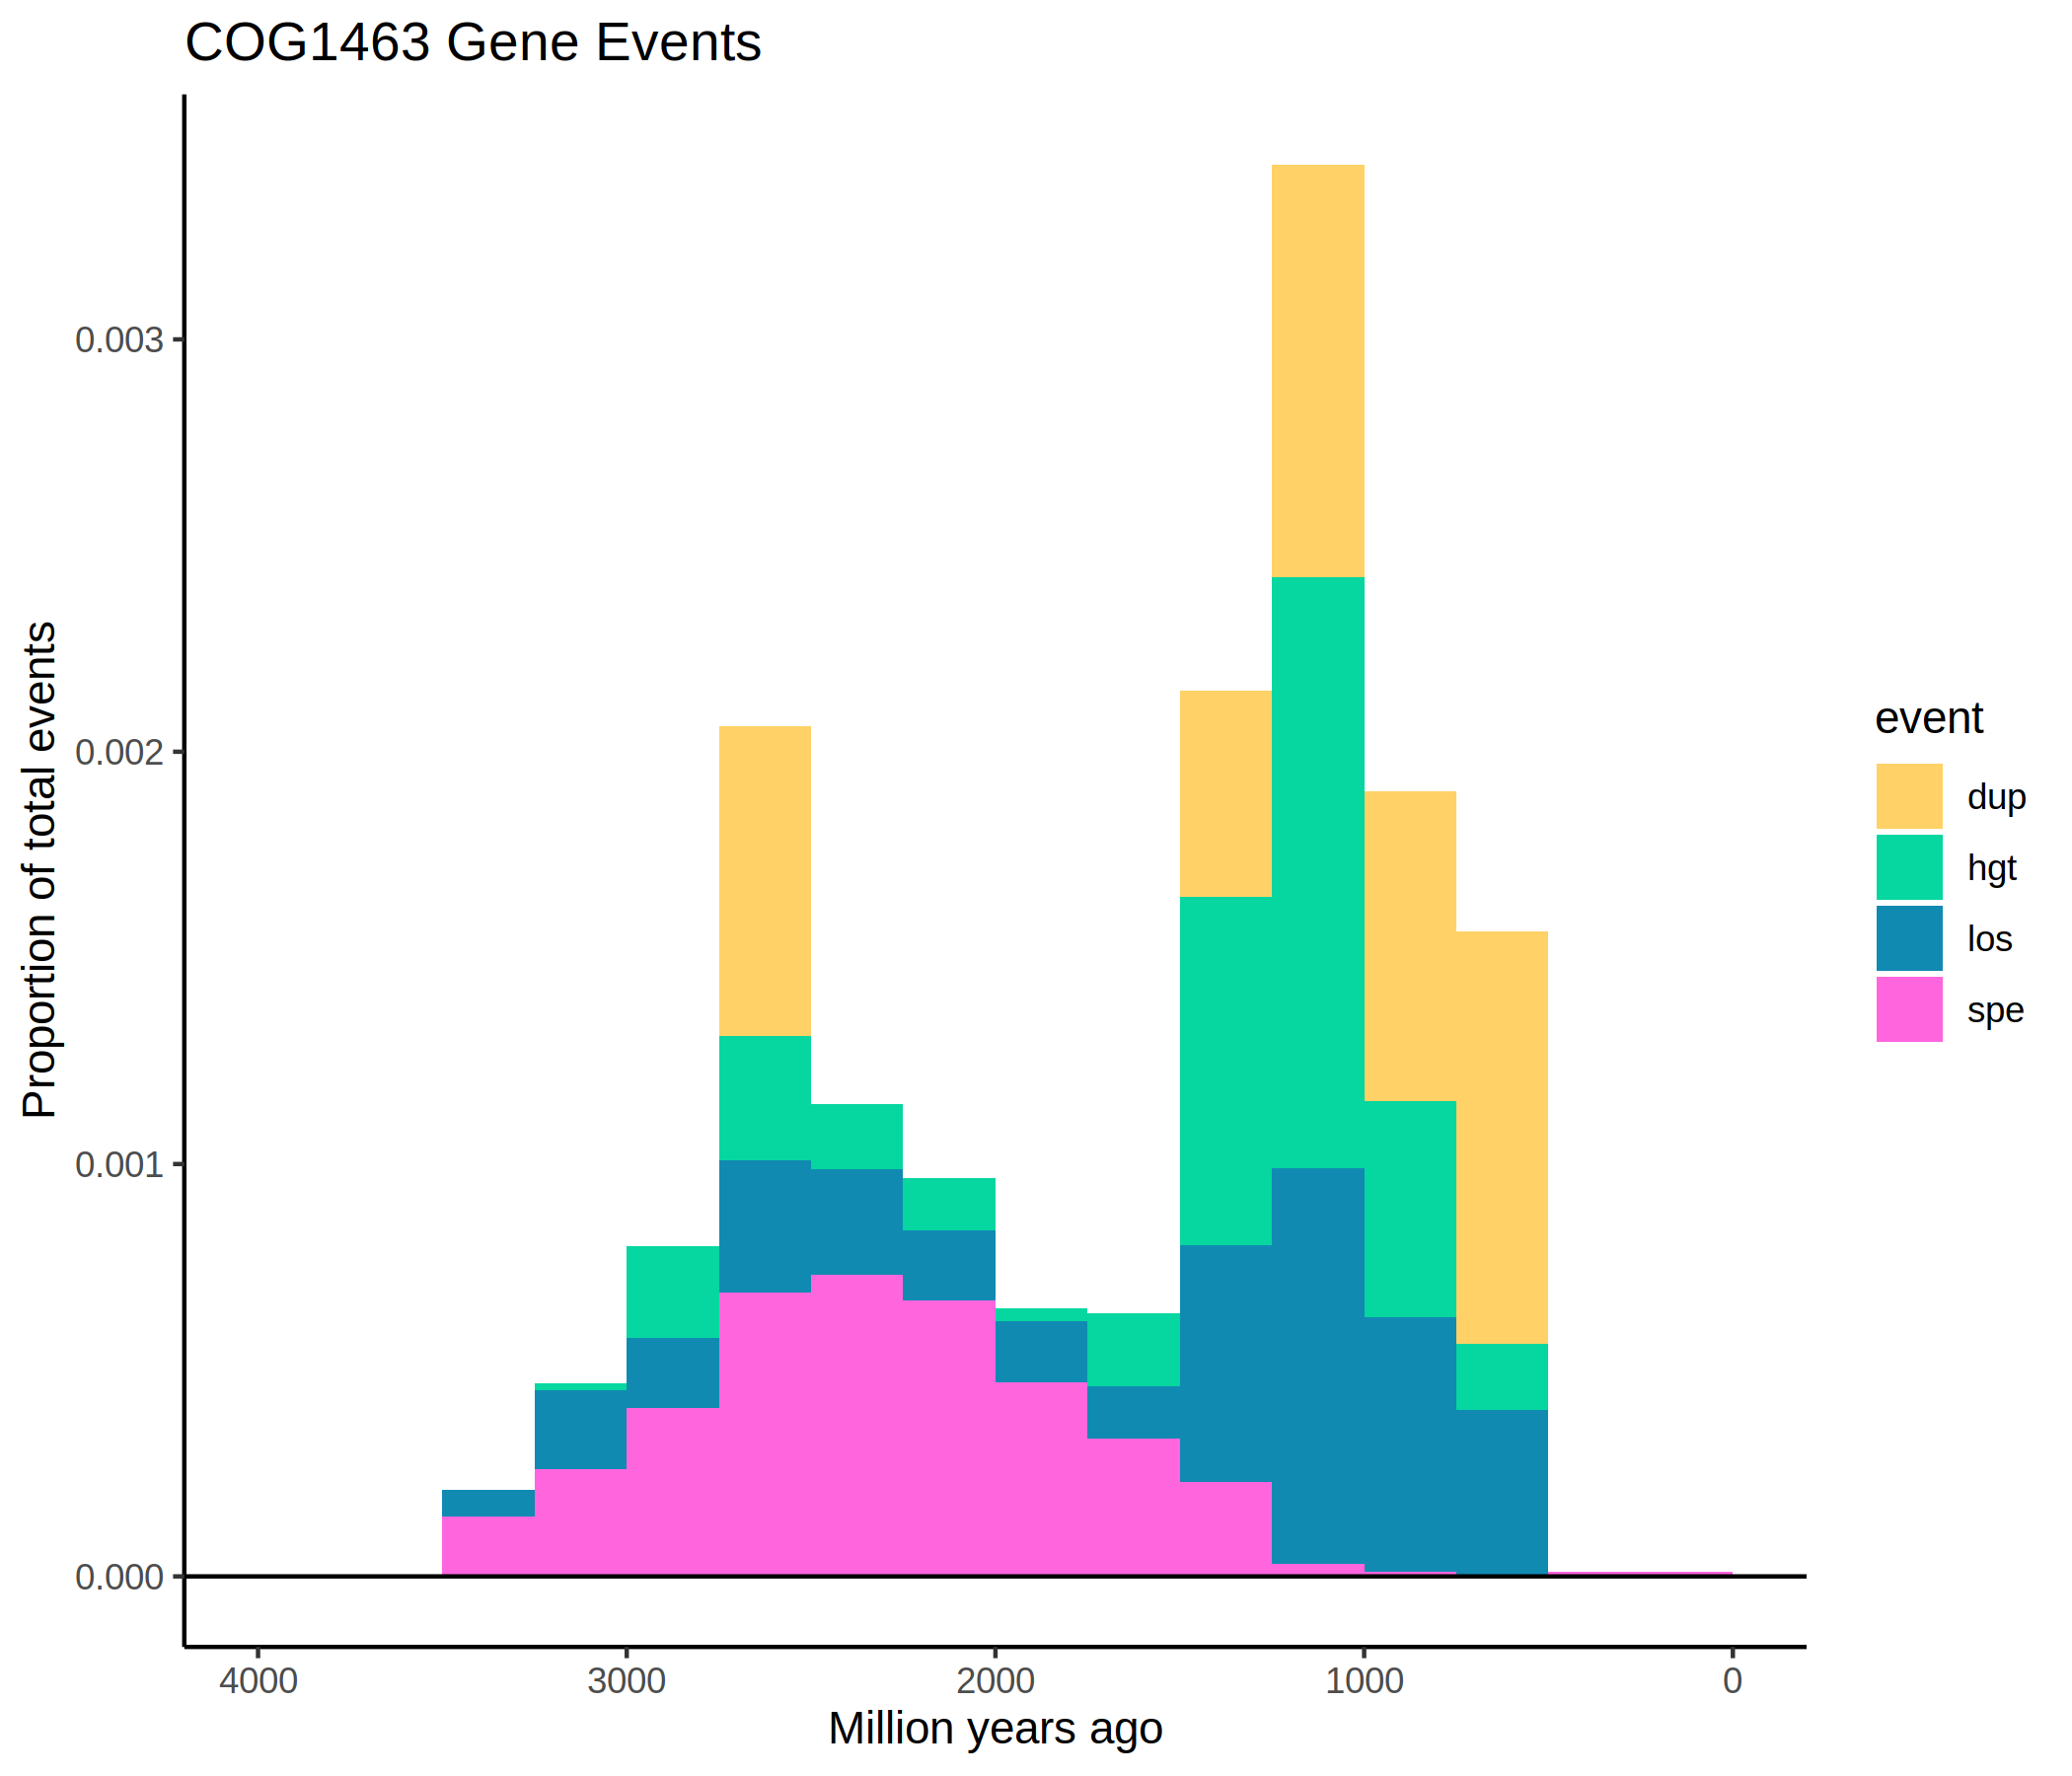 COG1463 Gene Events
Proportion of total events
0.003
0.002
0.001
0.000
4000 3000 2000 1000 0
Million years ago
event
dup
hgt
los
spe